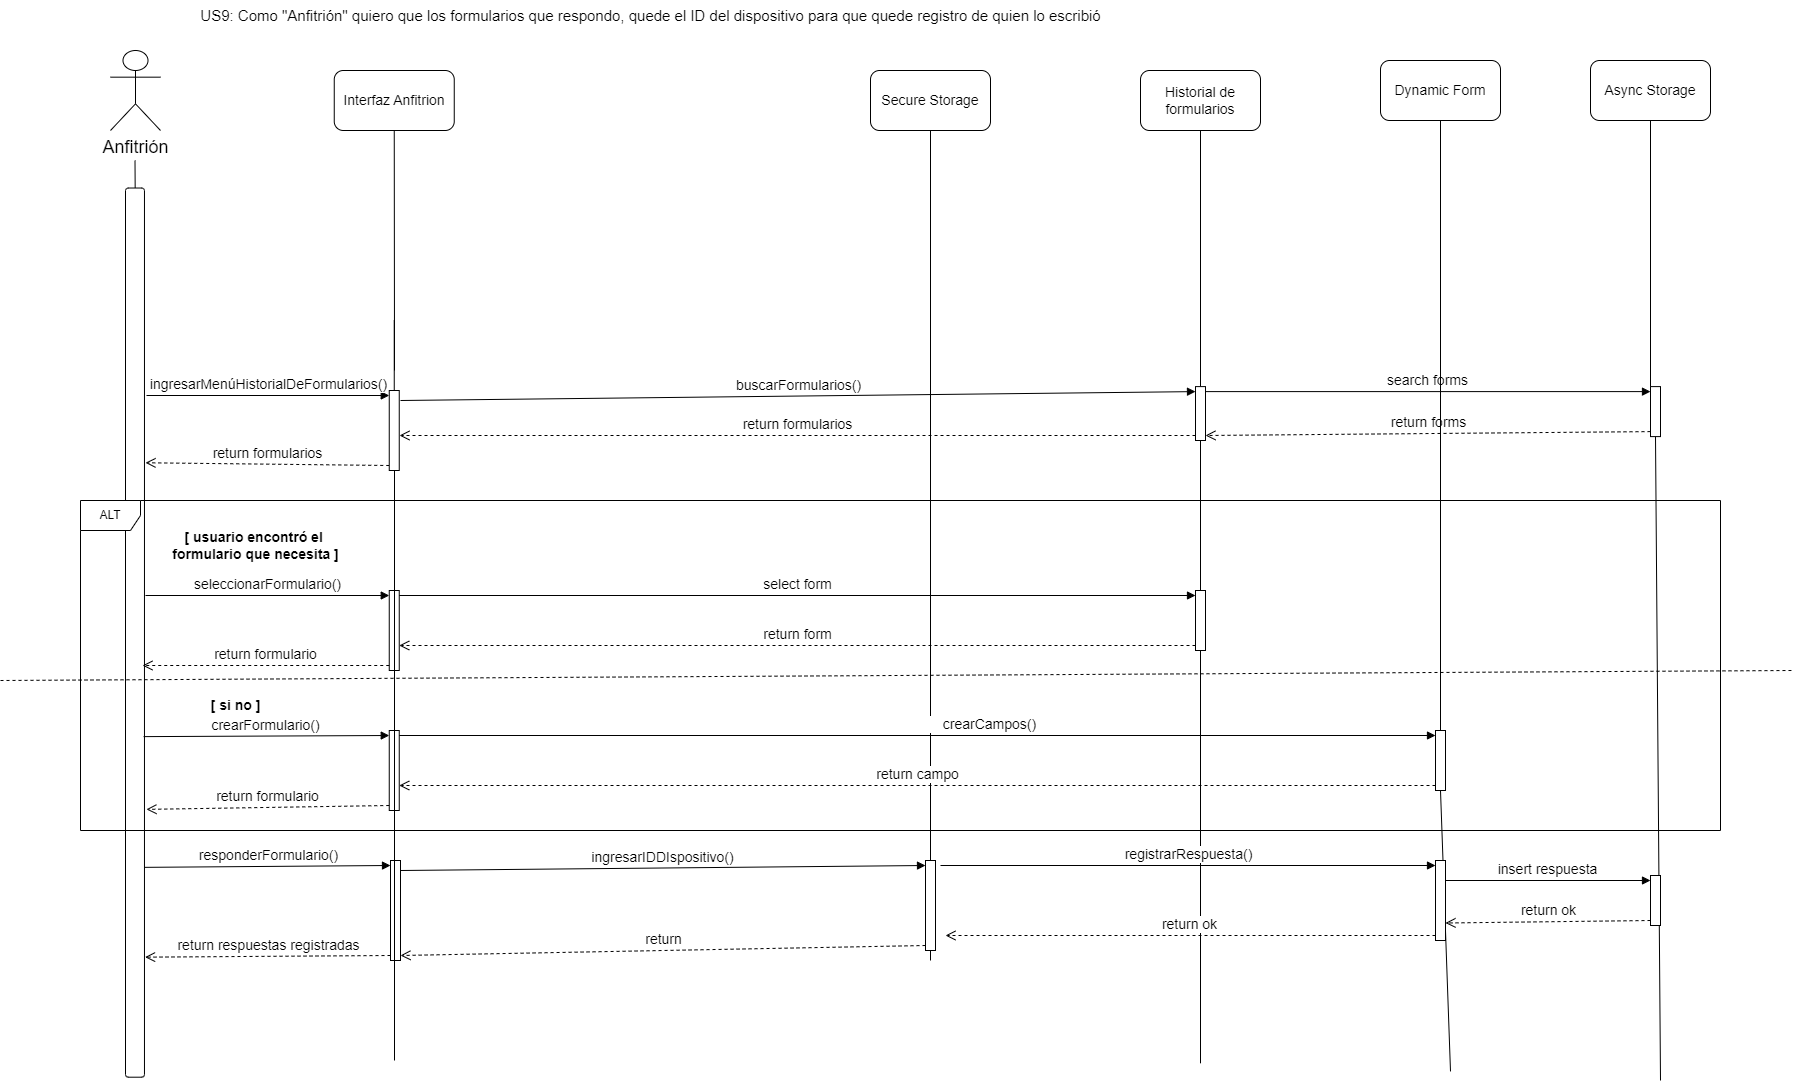 US9: Como "Anfitrión" quiero que los formularios que respondo, quede el ID del dispositivo para que quede registro de quien lo escribió
Anfitrión
Interfaz Anfitrion
Secure Storage
Historial de
formularios
Dynamic Form
Async Storage
ingresarMenúHistorialDeFormularios()
buscarFormularios()
search forms
return forms
return formularios
return formularios
ALT
[ usuario encontró el
formulario que necesita ]
seleccionarFormulario()
select form
return form
return formulario
[ si no ]
crearFormulario()
crearCampos()
return campo
return formulario
responderFormulario()
ingresarIDDIspositivo()
registrarRespuesta()
insert respuesta
return ok
return ok
return
return respuestas registradas